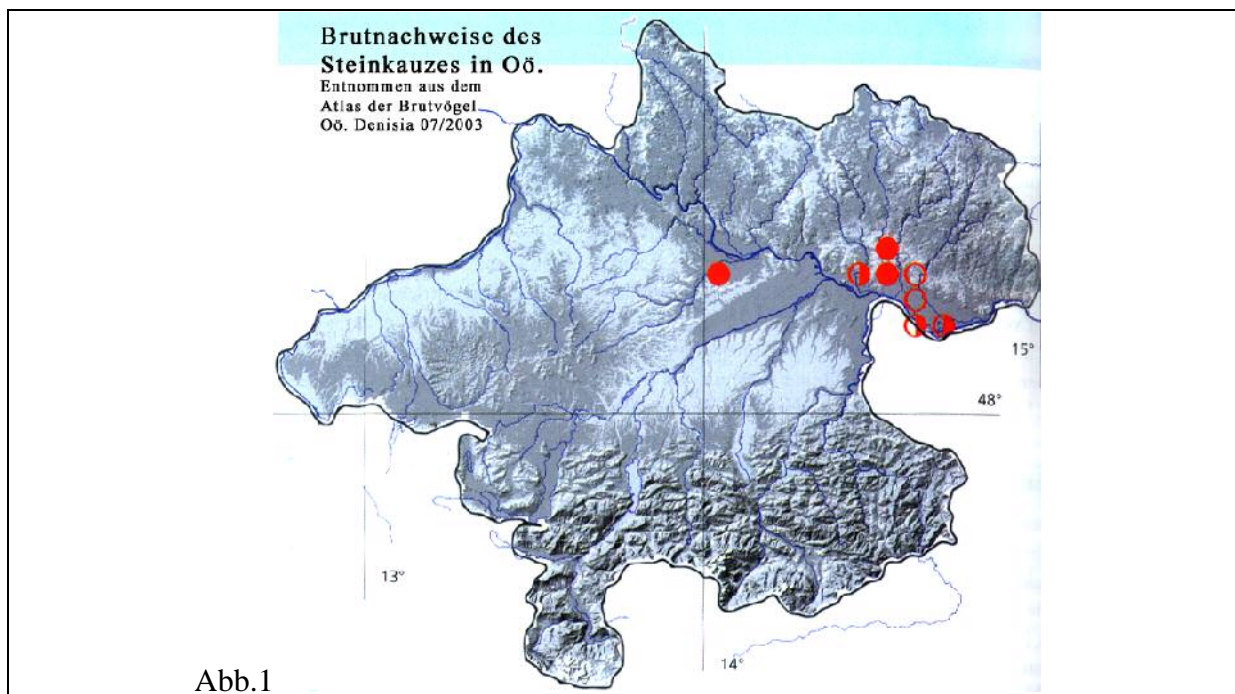 Brutnachweise des
Steinkauzes in Oö.
Entnommen aus dem
Atlas der Brutvögel
Oö. Denisia 07/2003
15°
48°
13°
14°
Abb.1